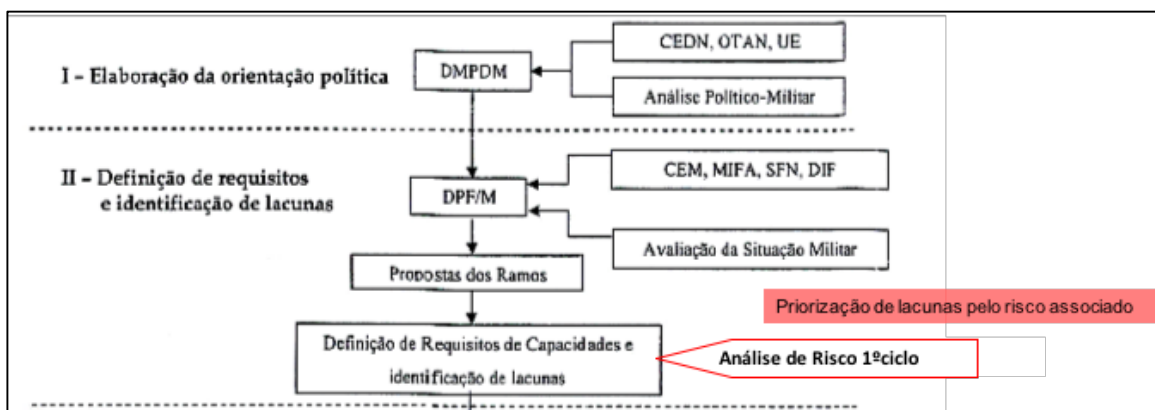 CEDN, OTAN, UE
I – Elaboração da orientação política
DMPDM
Análise Político-Militar
II – Definição de requisitos
e identificação de lacunas
CEM, MIFA, SFN, DIF
DPF/M
Avaliação da Situação Militar
Propostas dos Ramos
Priorização de lacunas pelo risco associado
Definição de Requisitos de Capacidades e
identificação de lacunas
Análise de Risco 1ºciclo